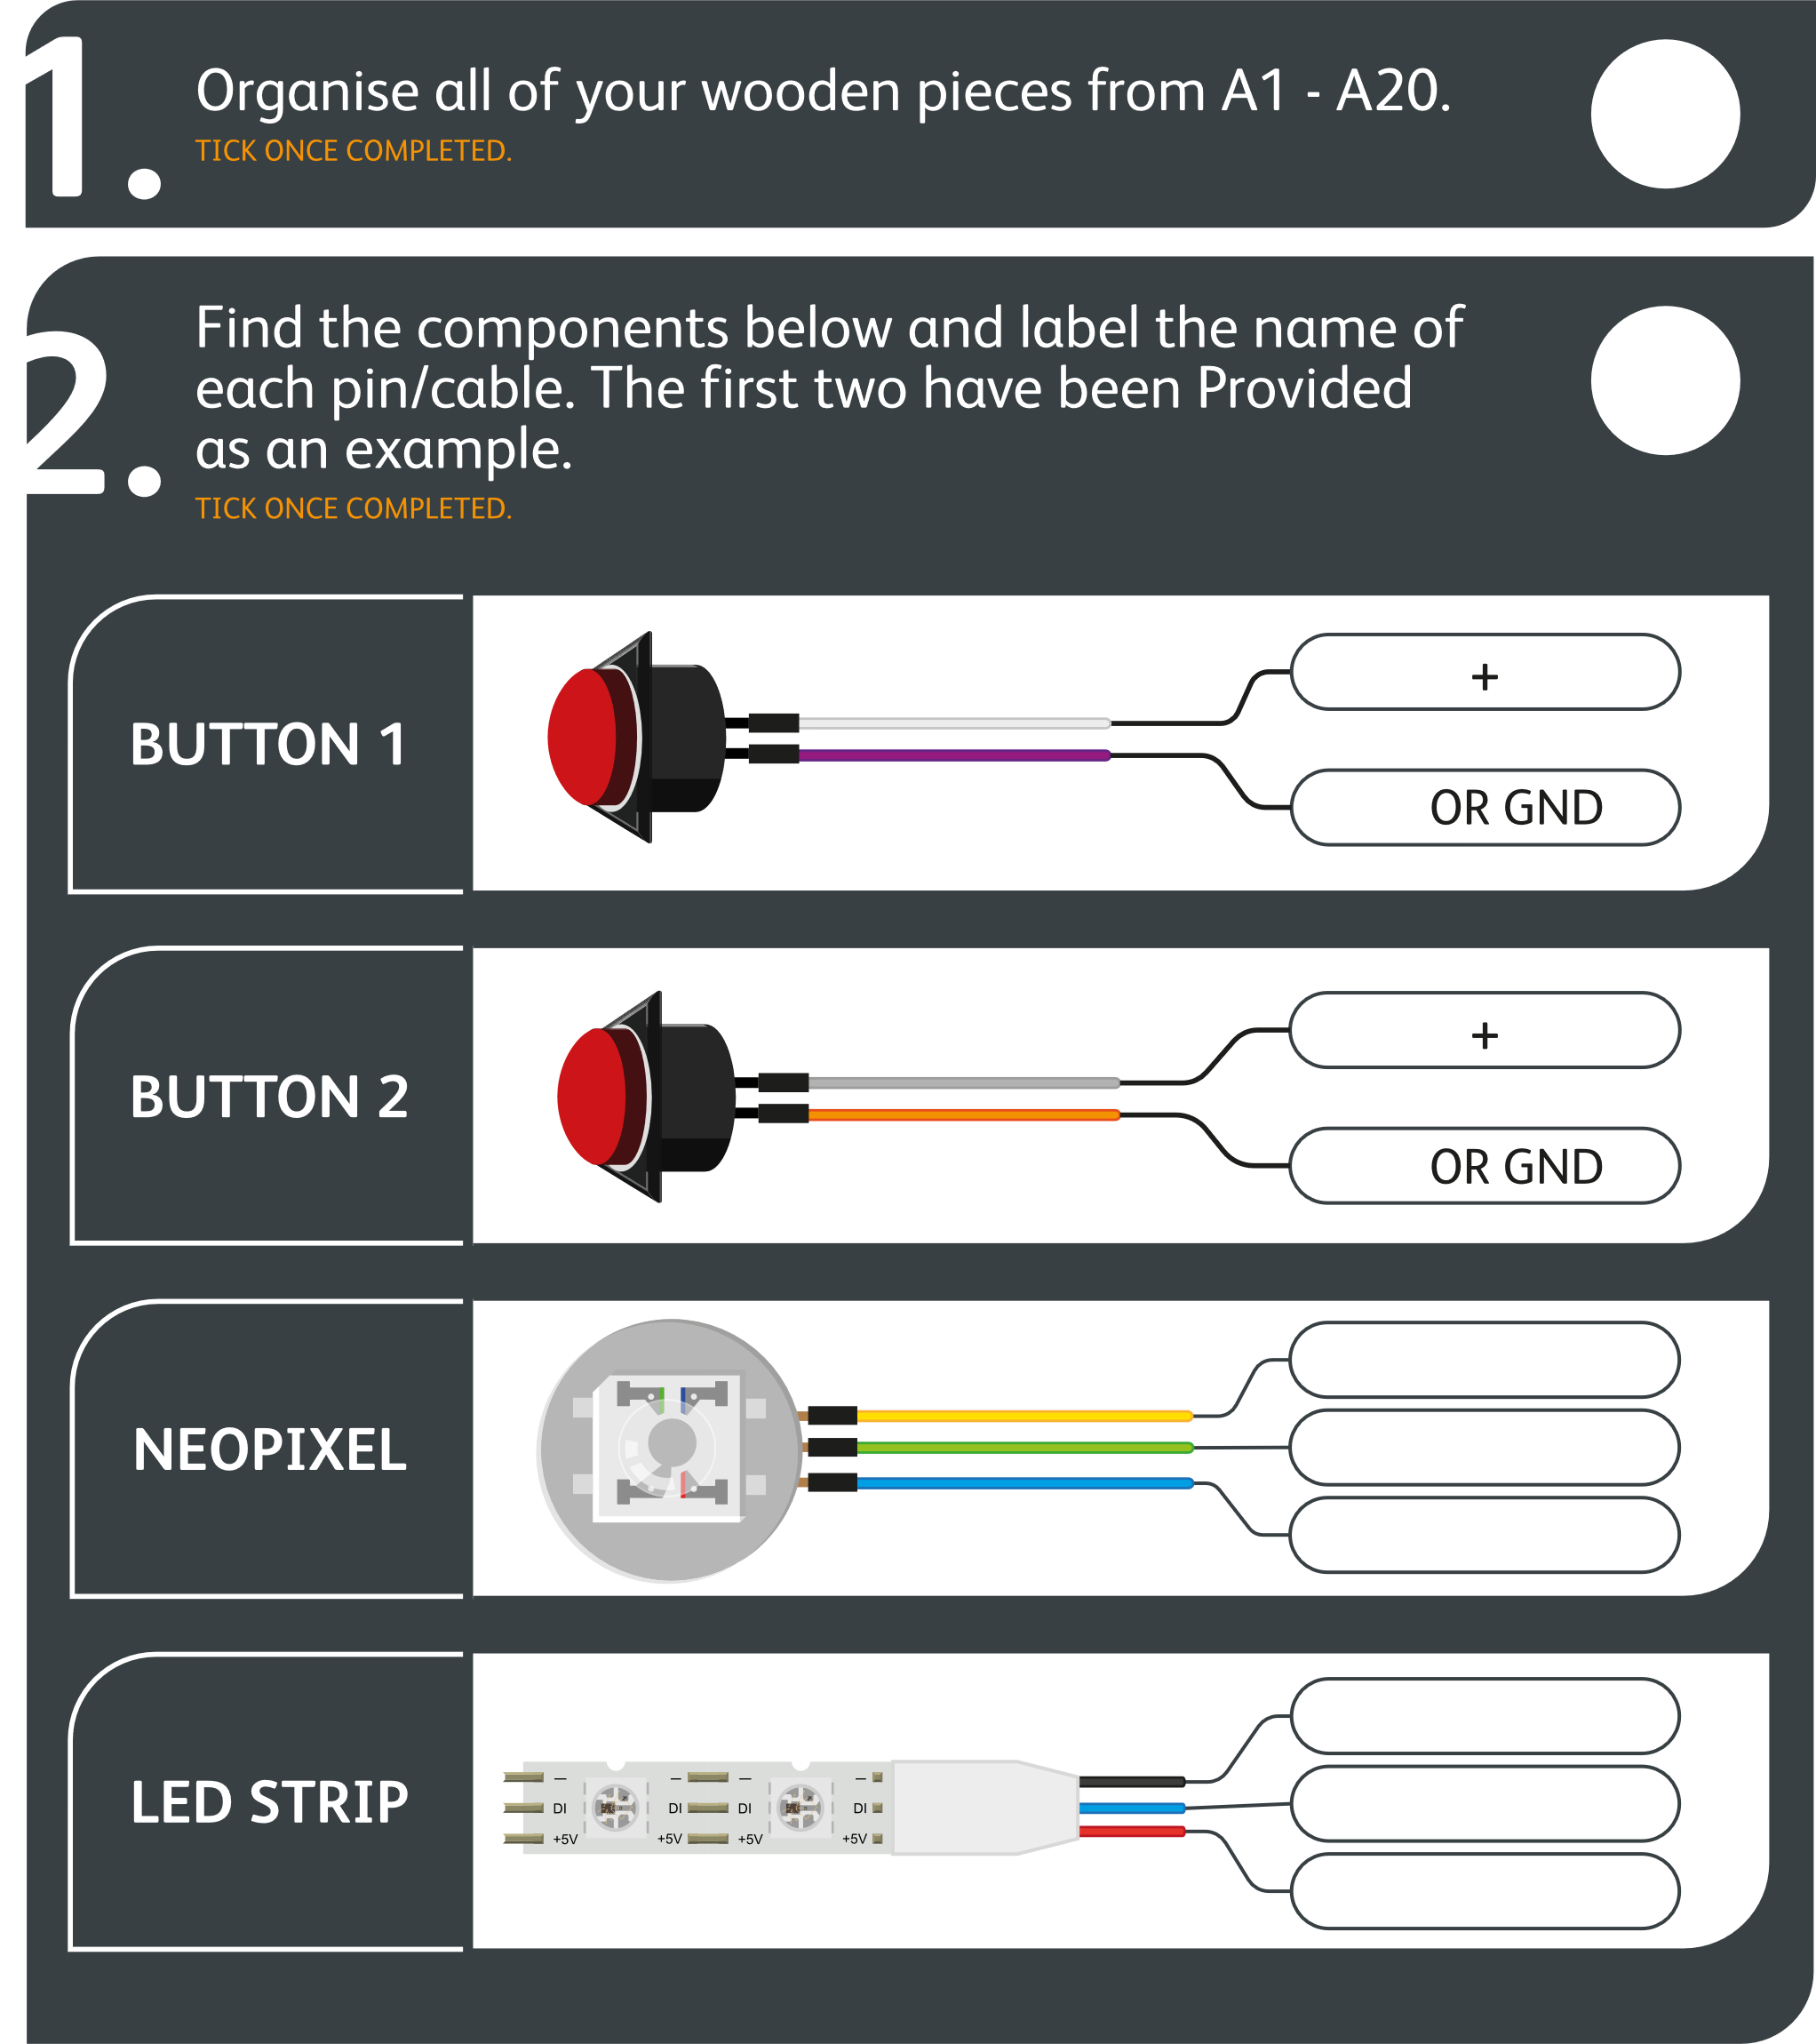 1.
Organise all of your wooden pieces from A1 - A20.
TICK ONCE COMPLETED.
2.
Find the components below and label the name of
each pin/cable. The first two have been Provided
as an example.
TICK ONCE COMPLETED.
BUTTON 1
+
OR GND
BUTTON 2
+
OR GND
NEOPIXEL
LED STRIP
– – – –
DI DI DI DI
+5V +5V +5V +5V